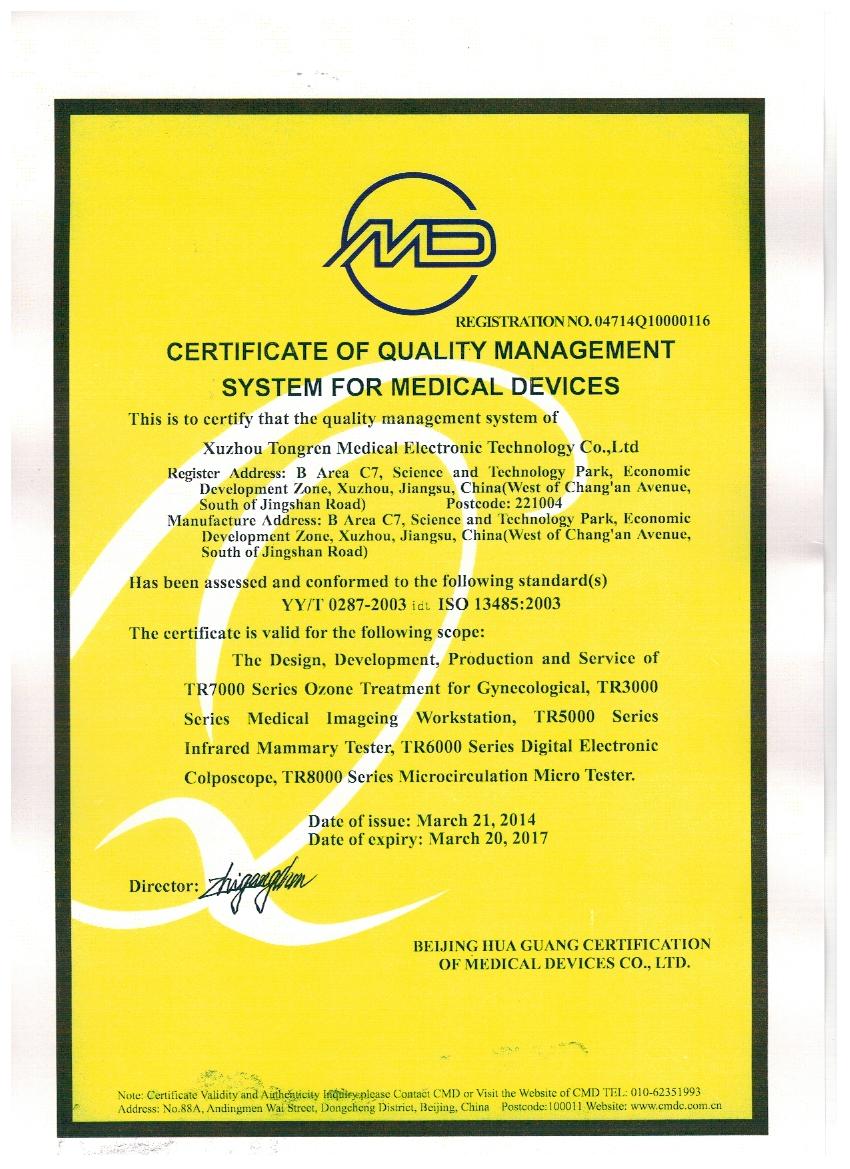 MD
REGISTRATION NO. 04714Q10000116
CERTIFICATE OF QUALITY MANAGEMENT
SYSTEM FOR MEDICAL DEVICES
This is to certify that the quality management system of
Xuzhou Tongren Medical Electronic Technology Co.,Ltd
Register Address: B Area C7, Science and Technology Park, Economic
Development Zone, Xuzhou, Jiangsu, China(West of Chang'an Avenue,
South of Jingshan Road) Postcode: 221004
Manufacture Address: B Area C7, Science and Technology Park, Economic
Development Zone, Xuzhou, Jiangsu, China(West of Chang'an Avenue,
South of Jingshan Road)
Has been assessed and conformed to the following standard(s)
YY/T 0287-2003 idt ISO 13485:2003
The certificate is valid for the following scope:
The Design, Development, Production and Service of
TR7000 Series Ozone Treatment for Gynecological, TR3000
Series Medical Imageing Workstation, TR5000 Series
Infrared Mammary Tester, TR6000 Series Digital Electronic
Colposcope, TR8000 Series Microcirculation Micro Tester.
Date of issue: March 21, 2014
Date of expiry: March 20, 2017
Director:
BEIJING HUA GUANG CERTIFICATION
OF MEDICAL DEVICES CO., LTD.
Note: Certificate Validity and Authenticity Inquiry,please Contact CMD or Visit the Website of CMD TEL: 010-62351993
Address: No.88A, Andingmen Wai Street, Dongcheng District, Beijing, China Postcode:100011 Website: www.cmdc.com.cn